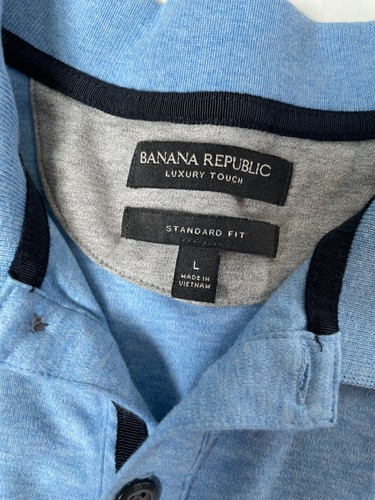 BANANA REPUBLIC
LUXURY TOUCH
STANDARD FIT
L
MADE IN
VIETNAM